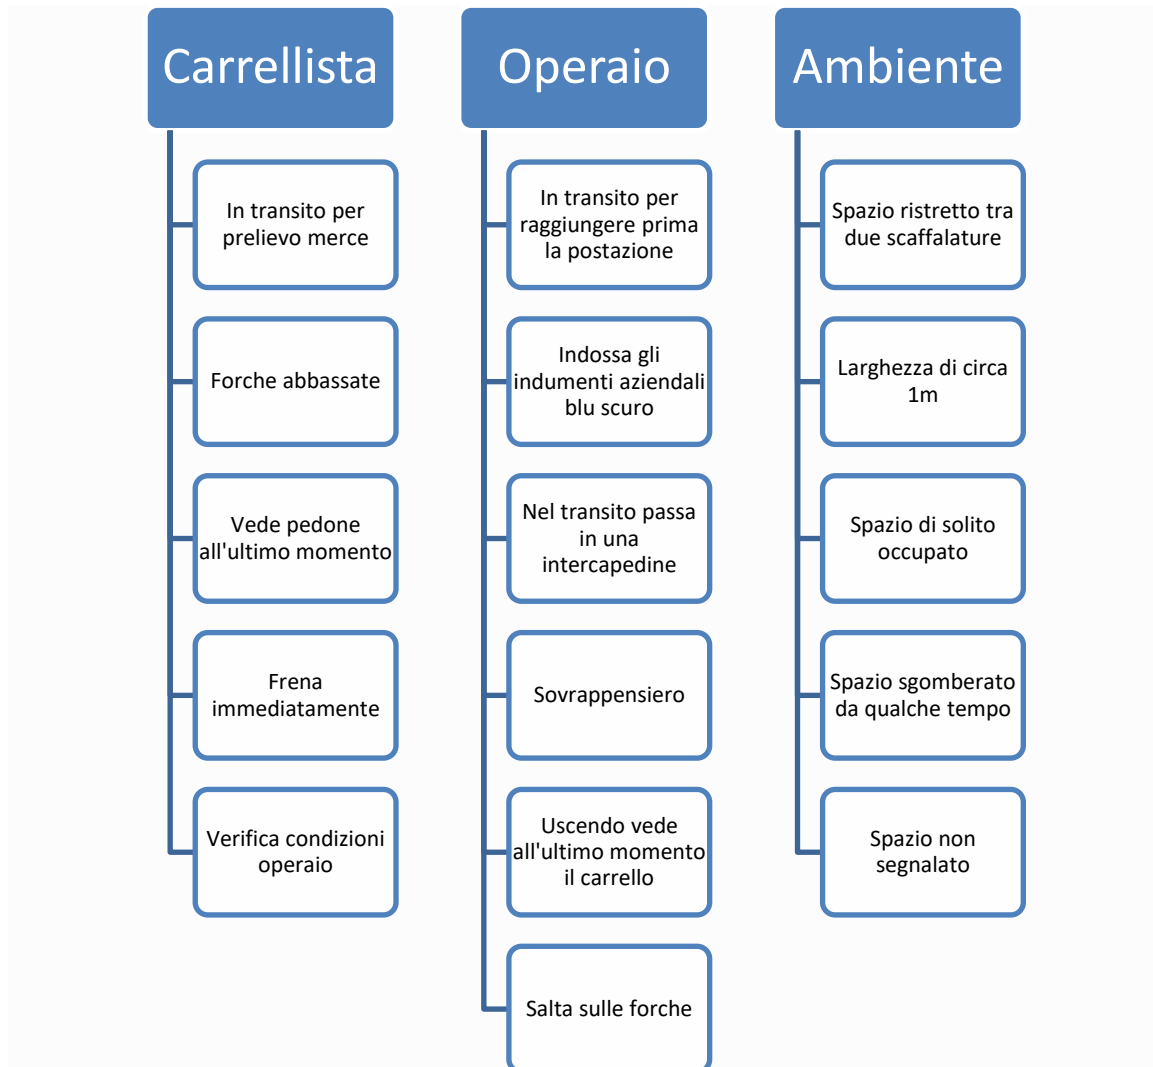 Carrellista
In transito per
prelievo merce
Forche abbassate
Vede pedone
all'ultimo momento
Frena
immediatamente
Verifica condizioni
operaio
Operaio
In transito per
raggiungere prima
la postazione
Indossa gli
indumenti aziendali
blu scuro
Nel transito passa
in una
intercapedine
Sovrappensiero
Uscendo vede
all'ultimo momento
il carrello
Salta sulle forche
Ambiente
Spazio ristretto tra
due scaffalature
Larghezza di circa
1m
Spazio di solito
occupato
Spazio sgomberato
da qualche tempo
Spazio non
segnalato